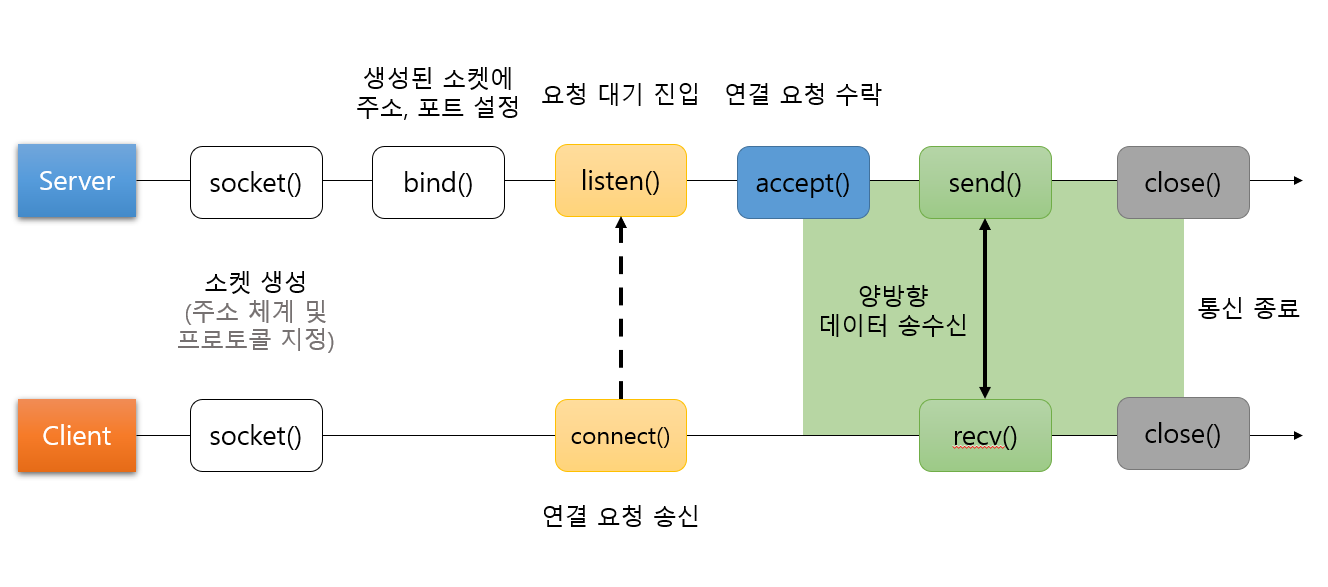 생성된 소켓에
주소, 포트 설정
요청 대기 진입
연결 요청 수락
Server
socket()
bind()
listen()
accept()
send()
close()
소켓 생성
(주소 체계 및
프로토콜 지정)
양방향
데이터 송수신
통신 종료
Client
socket()
connect()
recv()
close()
연결 요청 송신